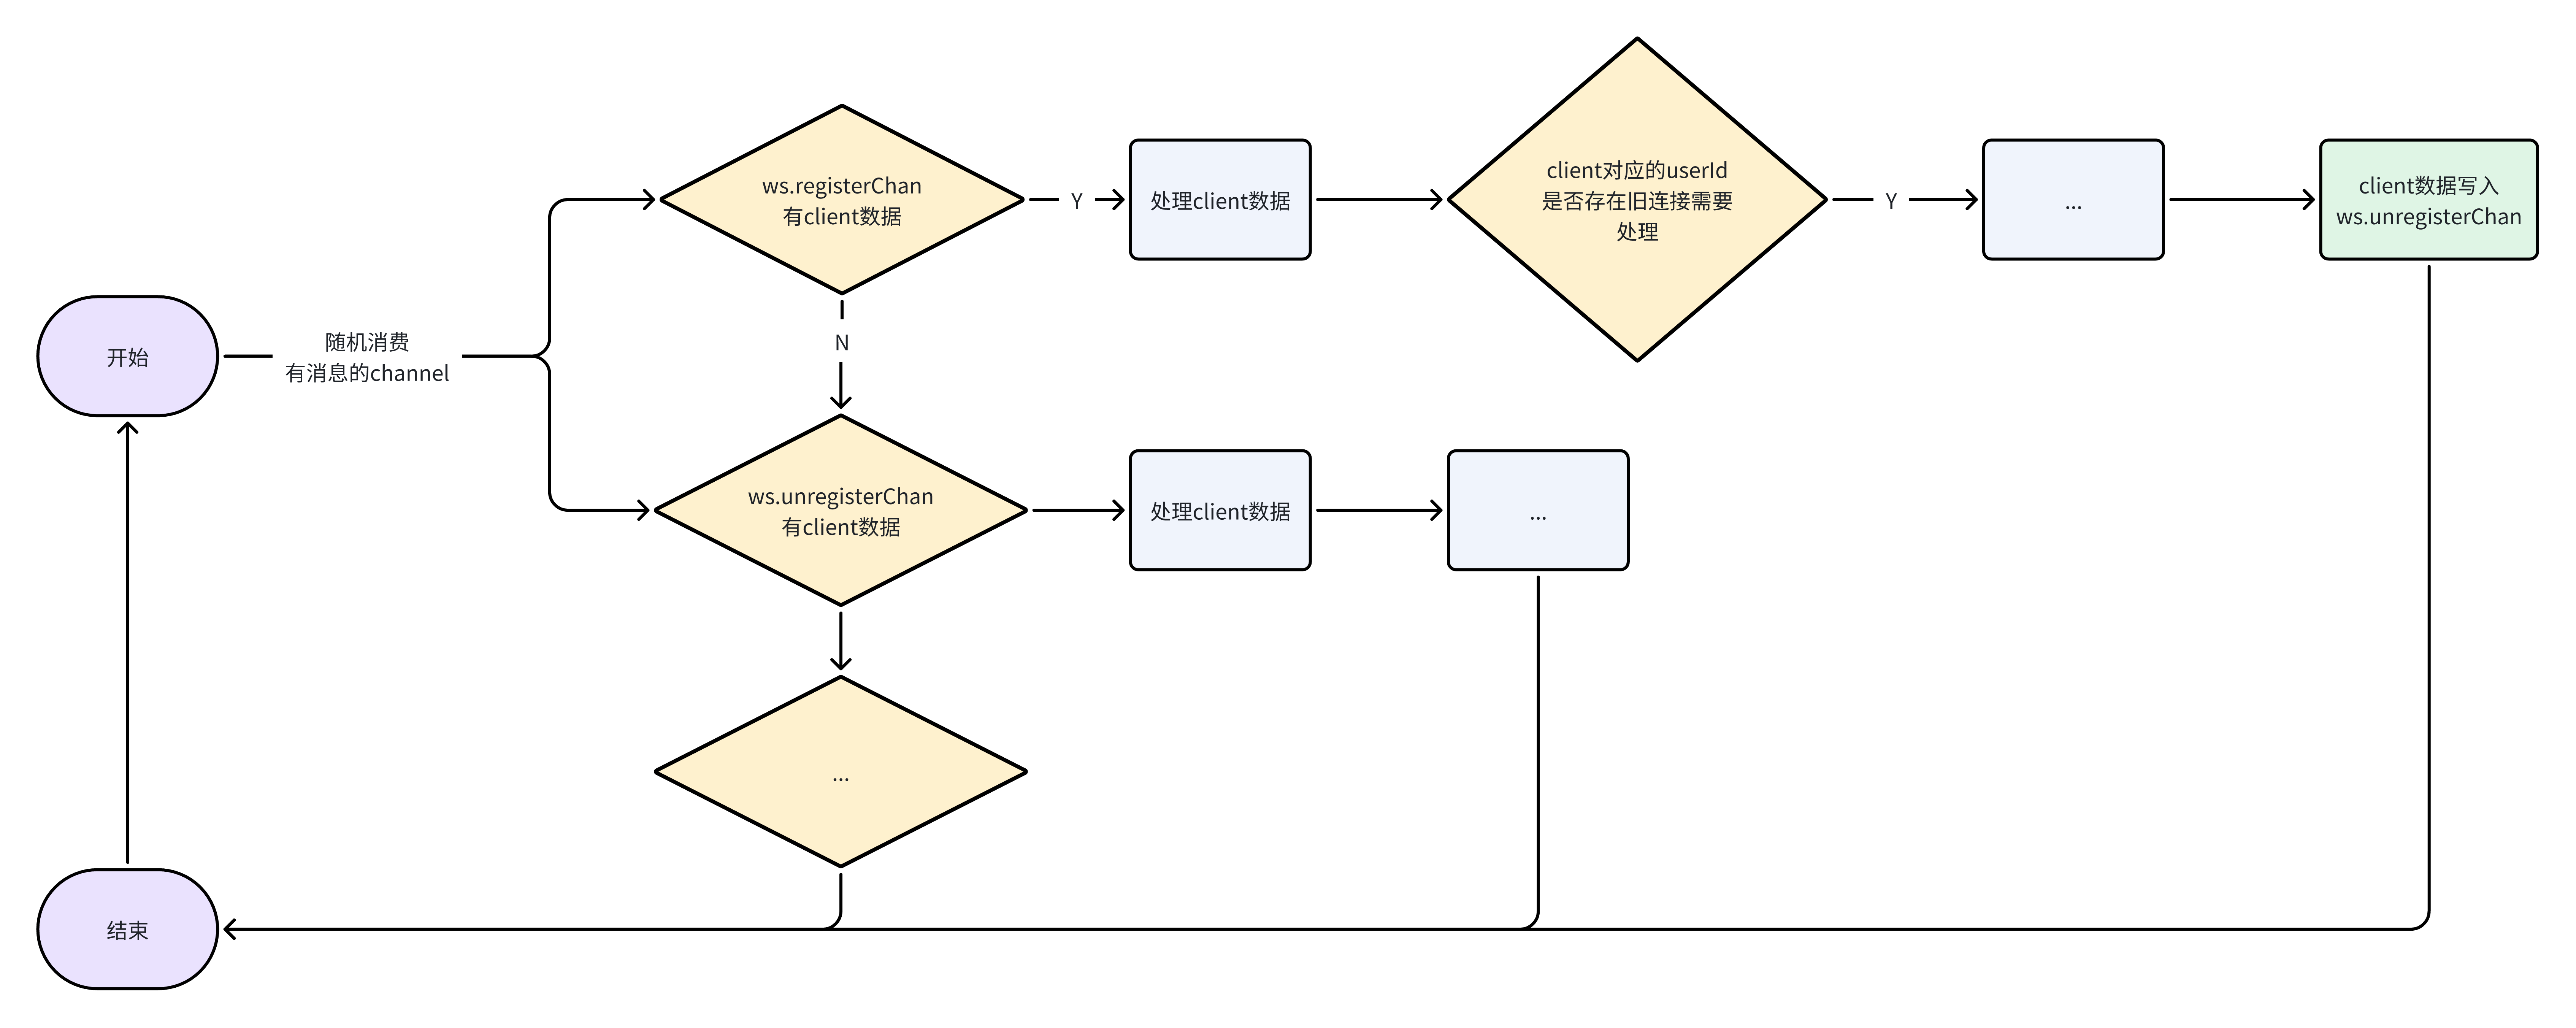 ws.registerChan
有client数据
Y
处理client数据
client对应的userId
是否存在旧连接需要
处理
Y
...
client数据写入
ws.unregisterChan
开始
随机消费
有消息的channel
N
ws.unregisterChan
有client数据
处理client数据
...
...
结束